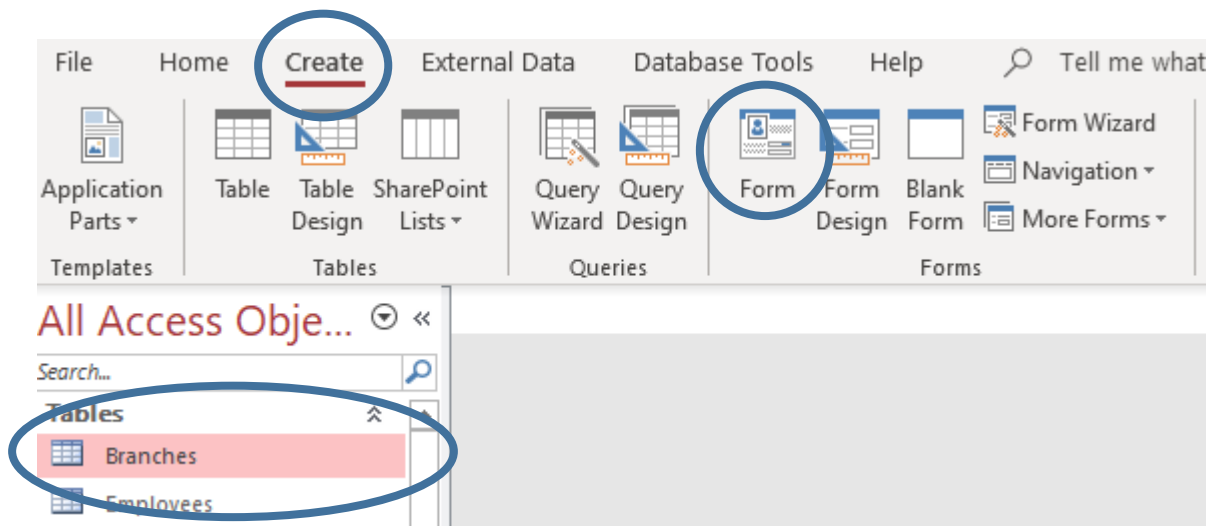 File Home Create External Data Database Tools Help Tell me what
Application Parts
Table
Table Design
SharePoint Lists
Query Wizard
Query Design
Form
Form Design
Blank Form
Form Wizard
Navigation
More Forms
Templates Tables Queries Forms
All Access Obje...
Search...
Tables
Branches
Employees